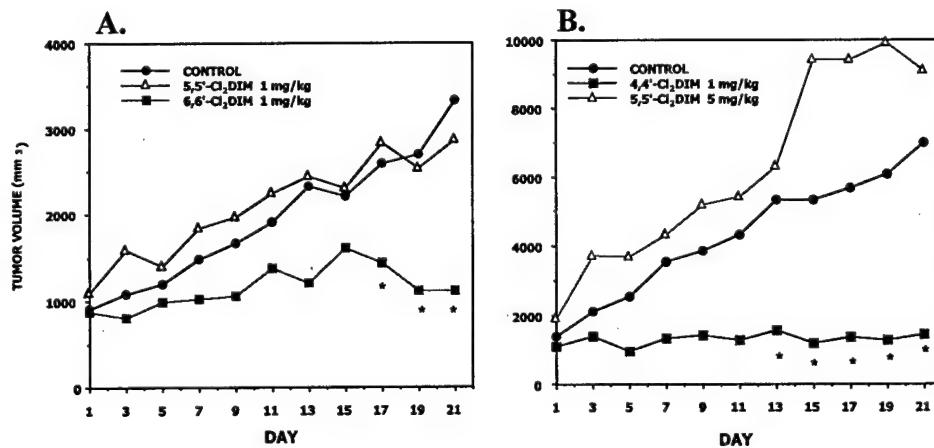 A.
4000
3000
2000
1000
0
TUMOR VOLUME (mm 3)
CONTROL
5,5'-Cl₂DIM 1 mg/kg
6,6'-Cl₂DIM 1 mg/kg
* * *
1 3 5 7 9 11 13 15 17 19 21
DAY
B.
10000
8000
6000
4000
2000
0
CONTROL
4,4'-Cl₂DIM 1 mg/kg
5,5'-Cl₂DIM 5 mg/kg
* * * * *
1 3 5 7 9 11 13 15 17 19 21
DAY